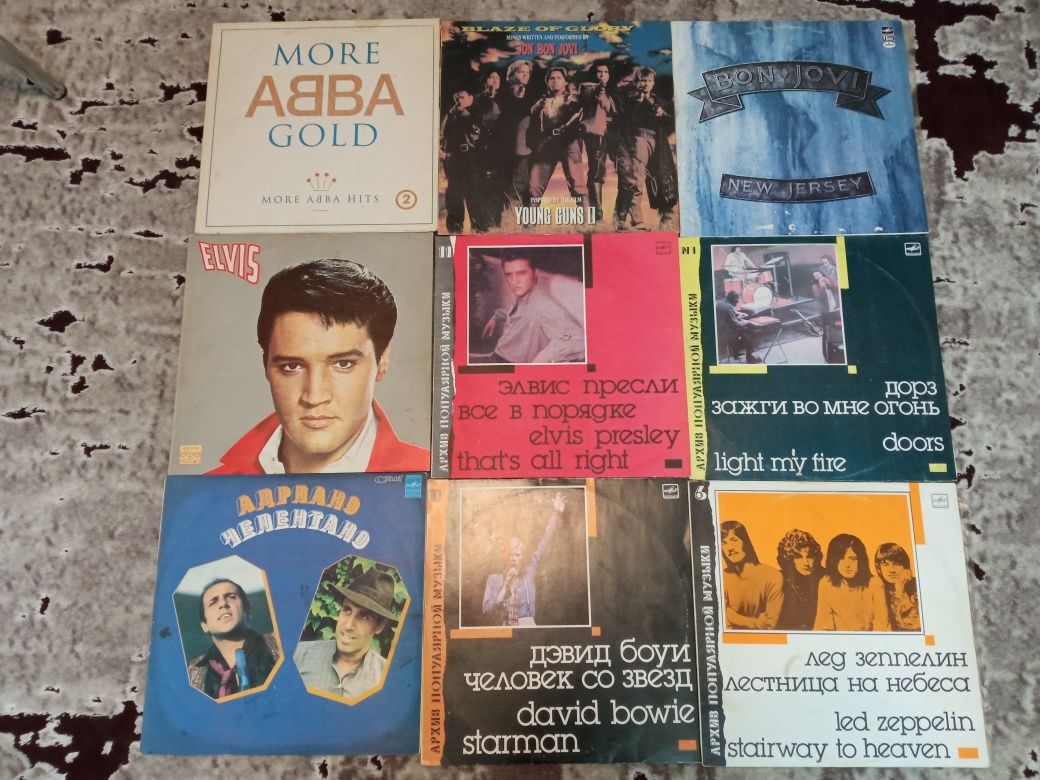 MORE
ABBA
GOLD
MORE ABBA HITS 2
BLAZE OF GLORY
SONGS WRITTEN AND PERFORMED BY
JON BON JOVI
INSPIRED BY THE FILM
YOUNG GUNS II
BON·JOVI
NEW JERSEY
ELVIS
АРХИВ ПОПУЛЯРНОЙ МУЗЫКИ
элвис пресли
все в порядке
elvis presley
that's all right
№1
АРХИВ ПОПУЛЯРНОЙ МУЗЫКИ
дорз
зажги во мне огонь
doors
light my fire
АДРИАНО
ЧЕЛЕНТАНО
АРХИВ ПОПУЛЯРНОЙ МУЗЫКИ
дэвид боуи
человек со звезд
david bowie
starman
6
АРХИВ ПОПУЛЯРНОЙ МУЗЫКИ
лед зеппелин
лестница на небеса
led zeppelin
stairway to heaven